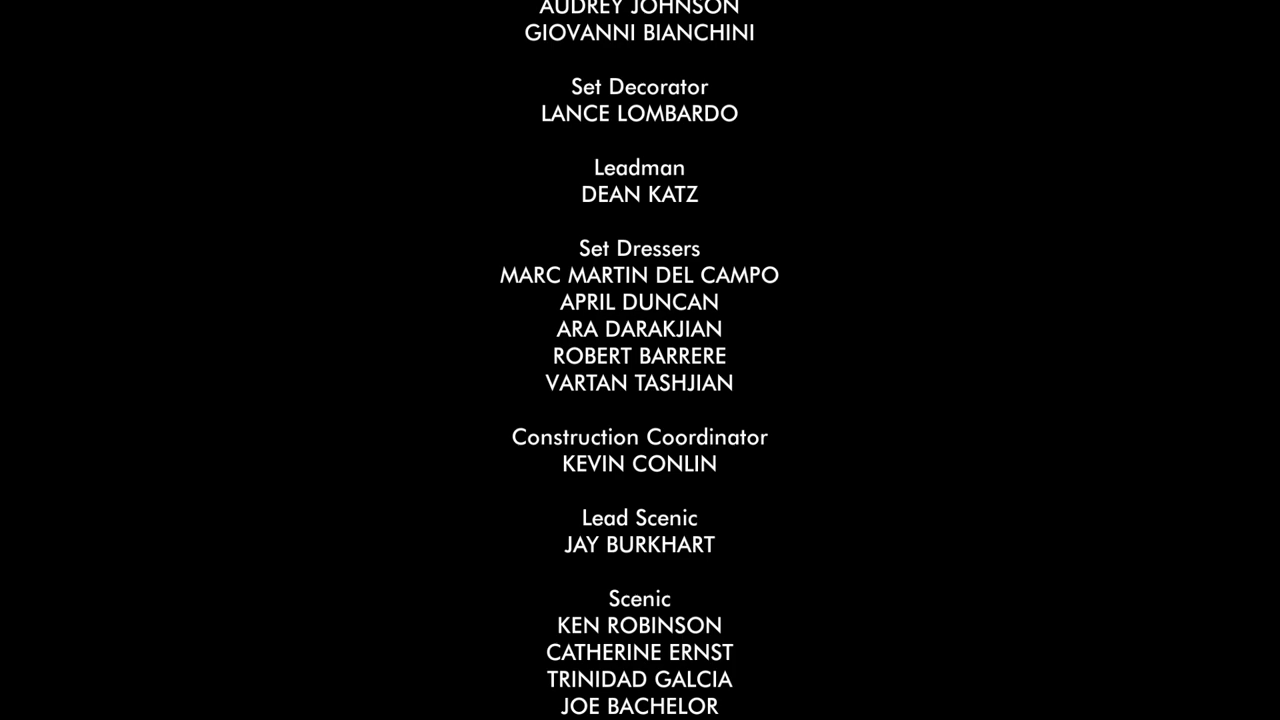 AUDREY JOHNSON
GIOVANNI BIANCHINI
Set Decorator
LANCE LOMBARDO
Leadman
DEAN KATZ
Set Dressers
MARC MARTIN DEL CAMPO
APRIL DUNCAN
ARA DARAKJIAN
ROBERT BARRERE
VARTAN TASHJIAN
Construction Coordinator
KEVIN CONLIN
Lead Scenic
JAY BURKHART
Scenic
KEN ROBINSON
CATHERINE ERNST
TRINIDAD GALCIA
JOE BACHELOR